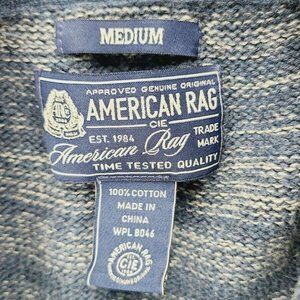 MEDIUM
APPROVED GENUINE ORIGINAL
AMERICAN RAG
CIE
EST. 1984
TRADE
MARK
American Rag
TIME TESTED QUALITY
100% COTTON
MADE IN
CHINA
WPL 8046
AMERICAN RAG
CIE